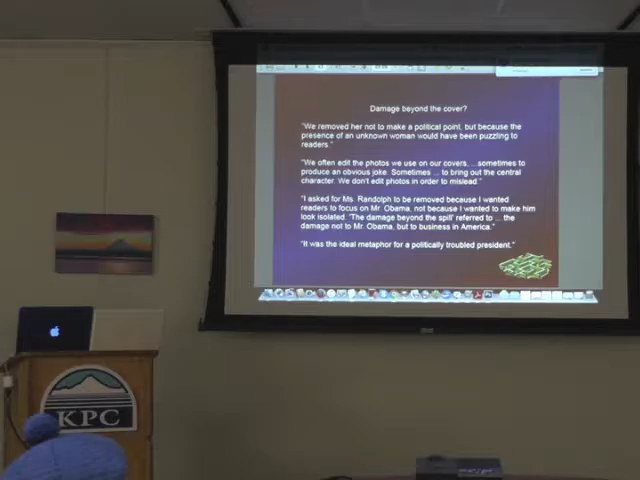 Damage beyond the cover?
"We removed her not to make a political point, but because the
presence of an unknown woman would have been puzzling to
readers."
"We often edit the photos we use on our covers, ...sometimes to
produce an obvious joke. Sometimes ... to bring out the central
character. We don't edit photos in order to mislead."
"I asked for Ms. Randolph to be removed because I wanted
readers to focus on Mr. Obama, not because I wanted to make him
look isolated. 'The damage beyond the spill' referred to ... the
damage not to Mr. Obama, but to business in America."
"It was the ideal metaphor for a politically troubled president."
KPC